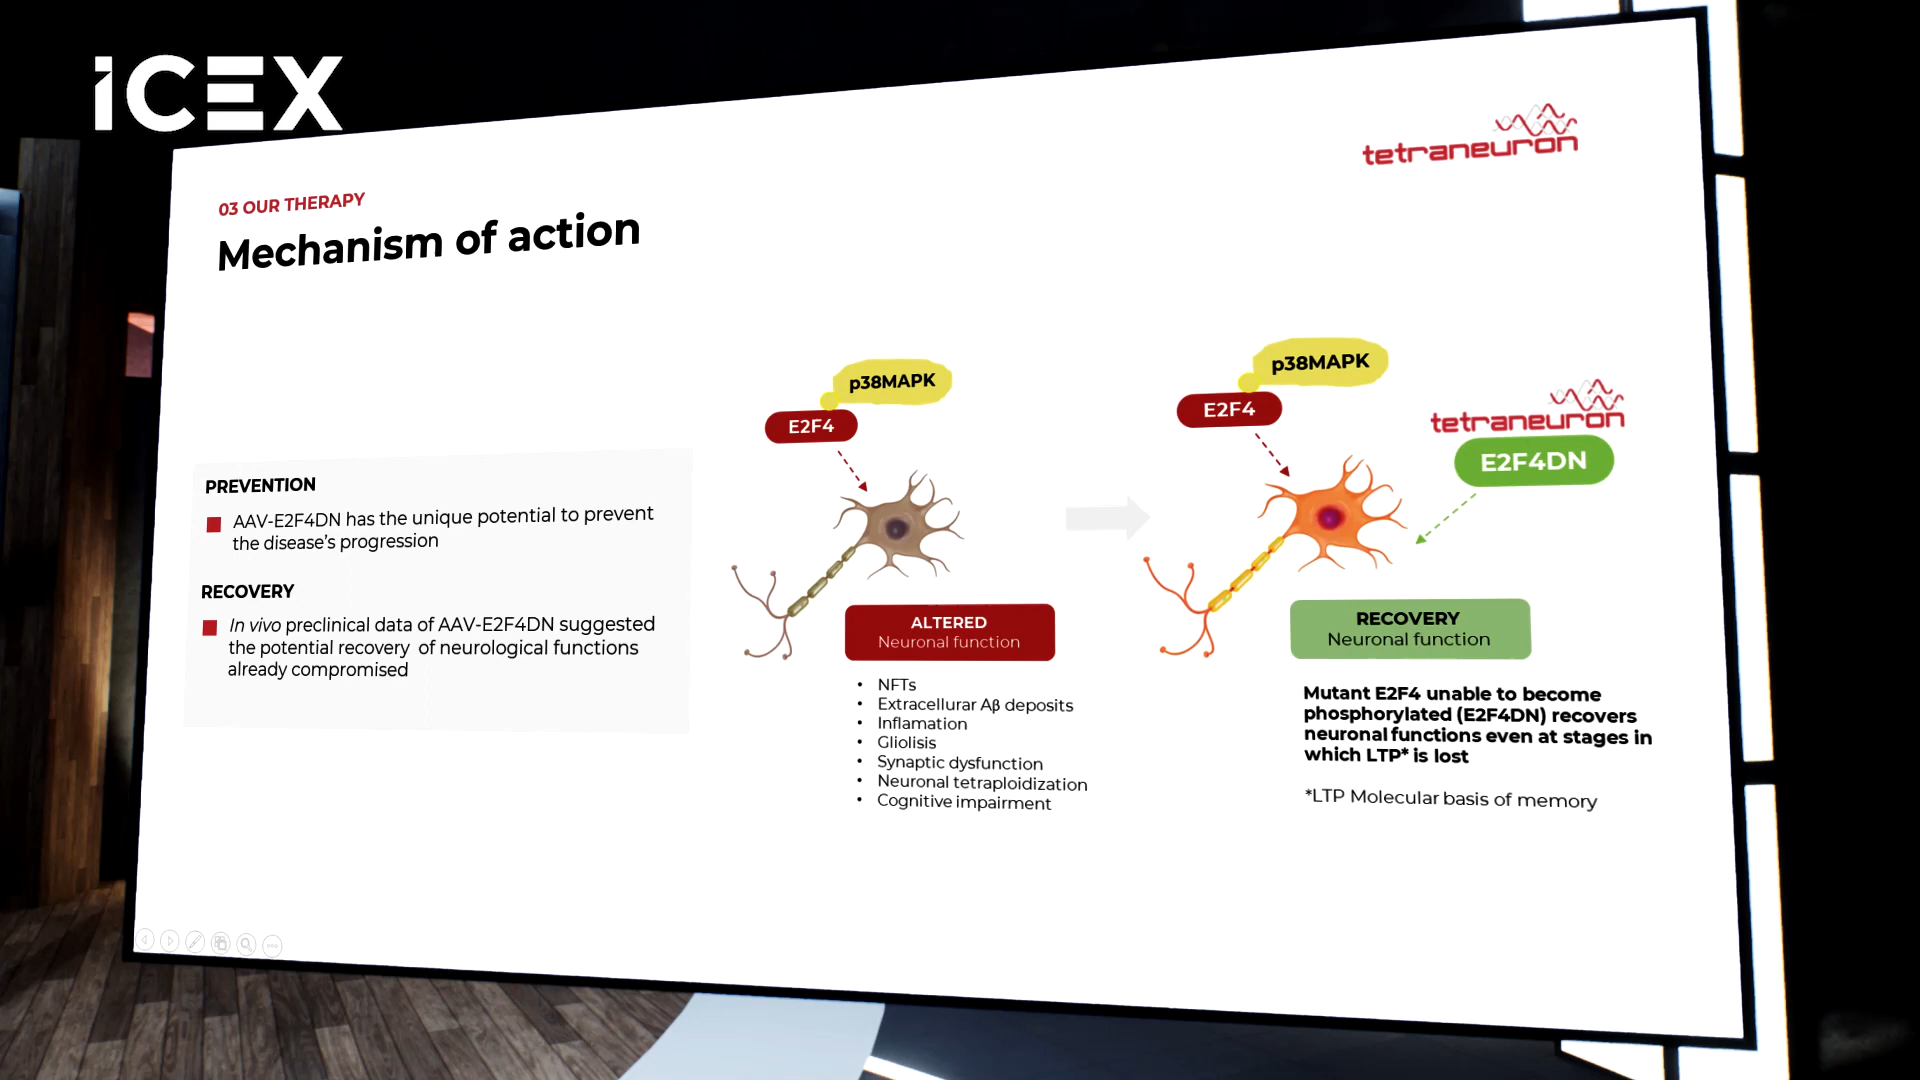 iCEX
tetraneuron
03 OUR THERAPY
Mechanism of action
PREVENTION
AAV-E2F4DN has the unique potential to prevent
the disease's progression
RECOVERY
In vivo preclinical data of AAV-E2F4DN suggested
the potential recovery of neurological functions
already compromised
p38MAPK
E2F4
ALTERED
Neuronal function
• NFTs
• Extracellurar Aβ deposits
• Inflamation
• Gliolisis
• Synaptic dysfunction
• Neuronal tetraploidization
• Cognitive impairment
p38MAPK
E2F4
tetraneuron
E2F4DN
RECOVERY
Neuronal function
Mutant E2F4 unable to become
phosphorylated (E2F4DN) recovers
neuronal functions even at stages in
which LTP* is lost
*LTP Molecular basis of memory